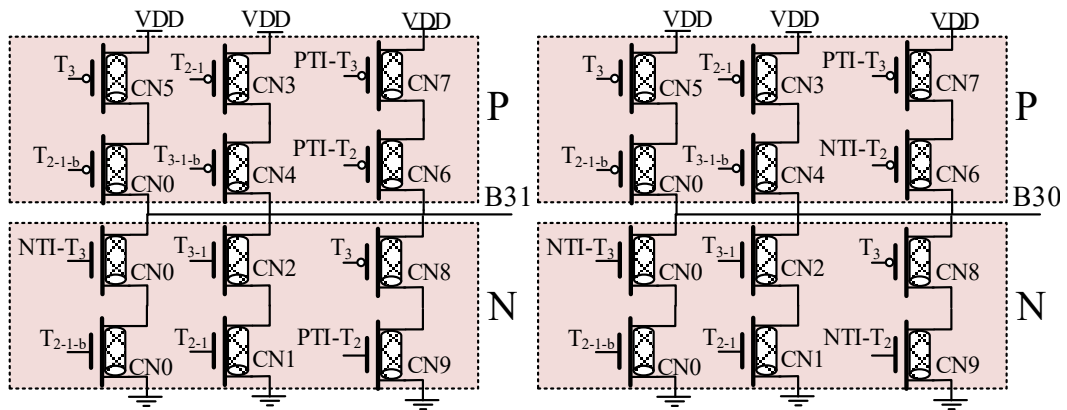 VDD VDD VDD VDD VDD VDD
T3 T2-1 PTI-T3 T3 T2-1 PTI-T3
CN5 CN3 CN7 P CN5 CN3 CN7 P
T2-1-b T3-1-b PTI-T2 T2-1-b T3-1-b NTI-T2
CN0 CN4 CN6 CN0 CN4 CN6
B31 B30
NTI-T3 T3-1 T3 NTI-T3 T3-1 T3
CN0 CN2 CN8 N CN0 CN2 CN8 N
T2-1-b T2-1 PTI-T2 T2-1-b T2-1 NTI-T2
CN0 CN1 CN9 CN0 CN1 CN9